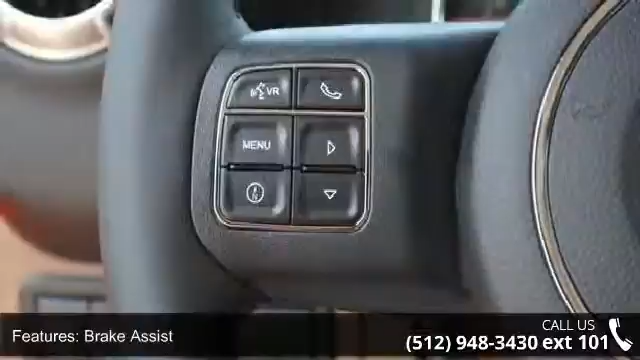 VR
MENU
N
Features: Brake Assist
CALL US
(512) 948-3430 ext 101